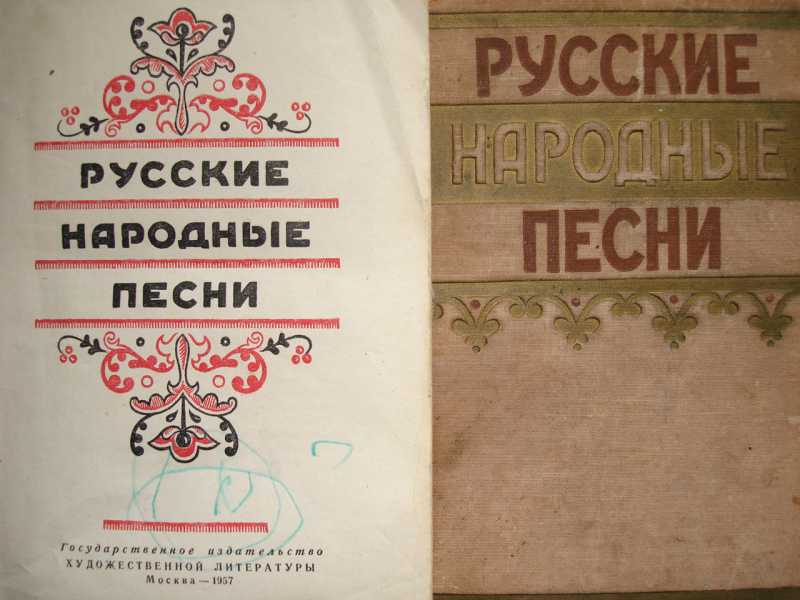 РУССКИЕ
НАРОДНЫЕ
ПЕСНИ
Государственное издательство
ХУДОЖЕСТВЕННОЙ ЛИТЕРАТУРЫ
Москва — 1957
РУССКИЕ
НАРОДНЫЕ
ПЕСНИ